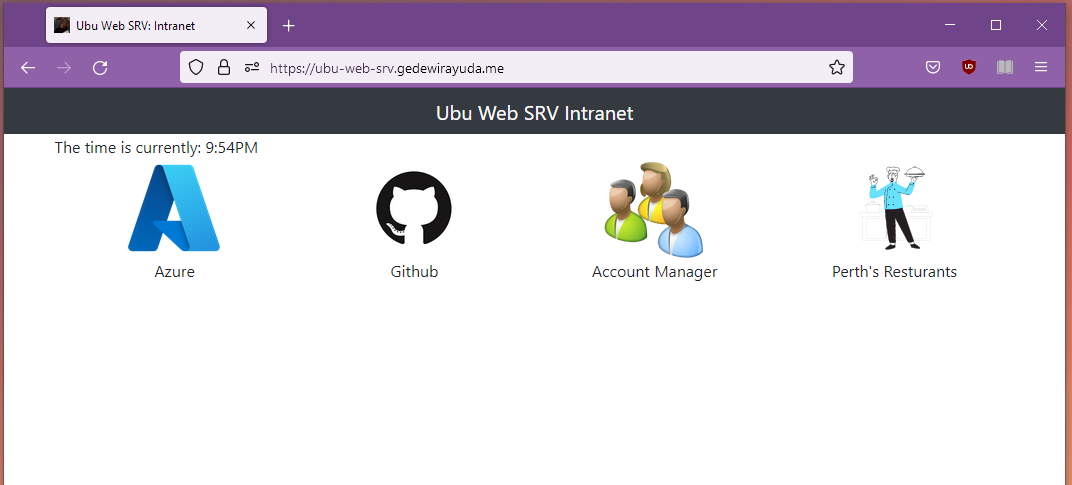 Ubu Web SRV: Intranet
https://ubu-web-srv.gedewirayuda.me
Ubu Web SRV Intranet
The time is currently: 9:54PM
Azure
Github
Account Manager
Perth's Resturants